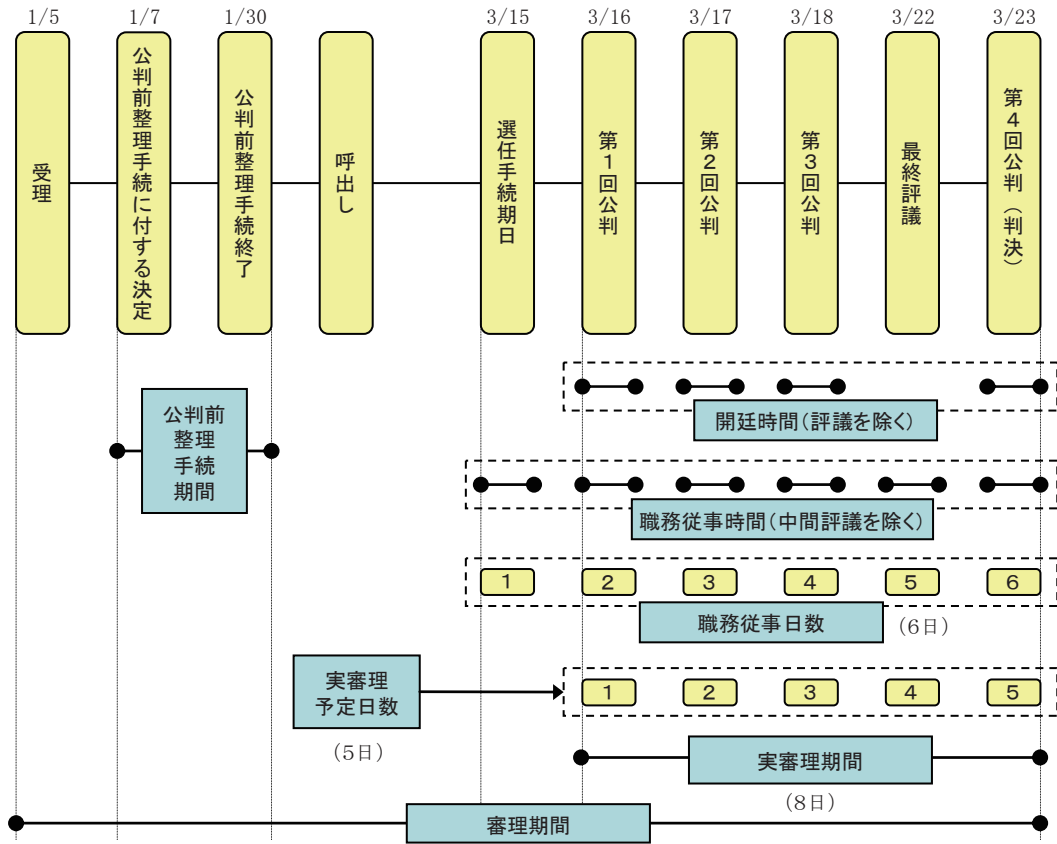 1/5
1/7
1/30
3/15
3/16
3/17
3/18
3/22
3/23
受理
公判前整理手続に付する決定
公判前整理手続終了
呼出し
選任手続期日
第1回公判
第2回公判
第3回公判
最終評議
第4回公判（判決）
開廷時間（評議を除く）
公判前
整理
手続
期間
職務従事時間（中間評議を除く）
1
2
3
4
5
6
職務従事日数
（6日）
実審理
予定日数
（5日）
1
2
3
4
5
実審理期間
（8日）
審理期間